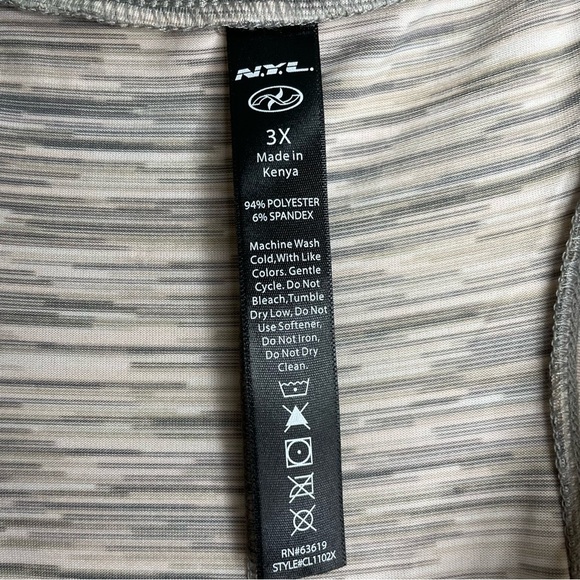 N.Y.L.
3X
Made in
Kenya
94% POLYESTER
6% SPANDEX
Machine Wash
Cold,With Like
Colors. Gentle
Cycle. Do Not
Bleach,Tumble
Dry Low, Do Not
Use Softener,
Do Not Iron,
Do Not Dry
Clean.
RN#63619
STYLE#CL1102X